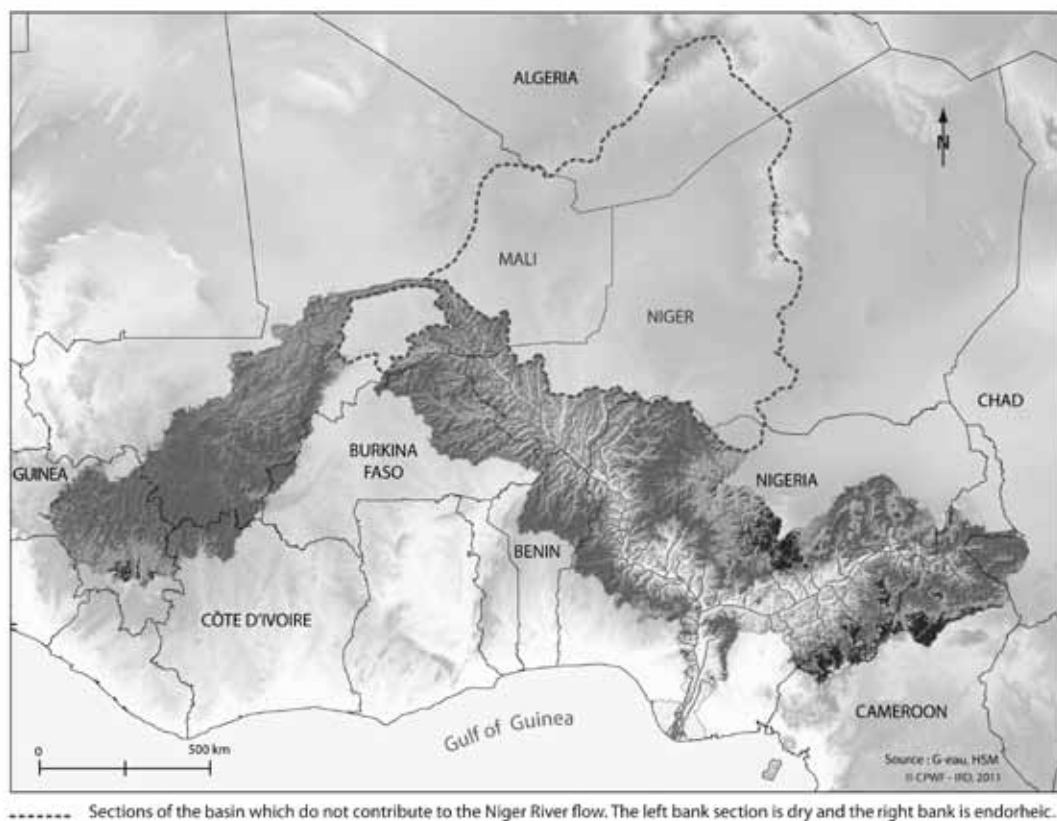 ALGERIA
N
MALI
NIGER
CHAD
BURKINA
FASO
GUINEA
NIGERIA
BENIN
CÔTE D'IVOIRE
CAMEROON
Gulf of Guinea
0
500 km
Source : G-eau, HSM
© CPWF - IRD, 2011
Sections of the basin which do not contribute to the Niger River flow. The left bank section is dry and the right bank is endorheic.